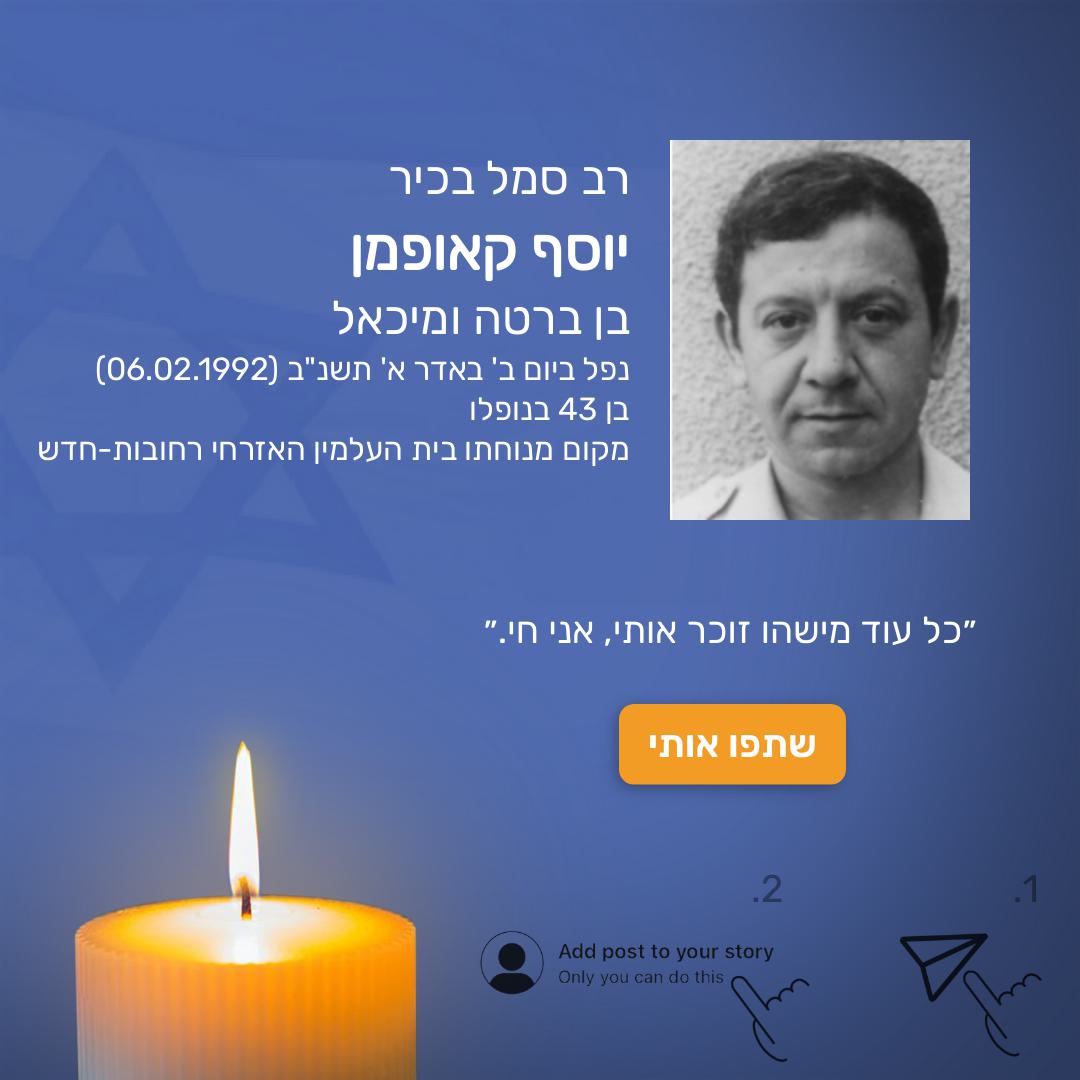 רב סמל בכיר
יוסף קאופמן
בן ברטה ומיכאל
נפל ביום ב' באדר א' תשנ"ב (06.02.1992)
בן 43 בנופלו
מקום מנוחתו בית העלמין האזרחי רחובות-חדש
״כל עוד מישהו זוכר אותי, אני חי.״
שתפו אותי
1.
2.
Add post to your story
Only you can do this